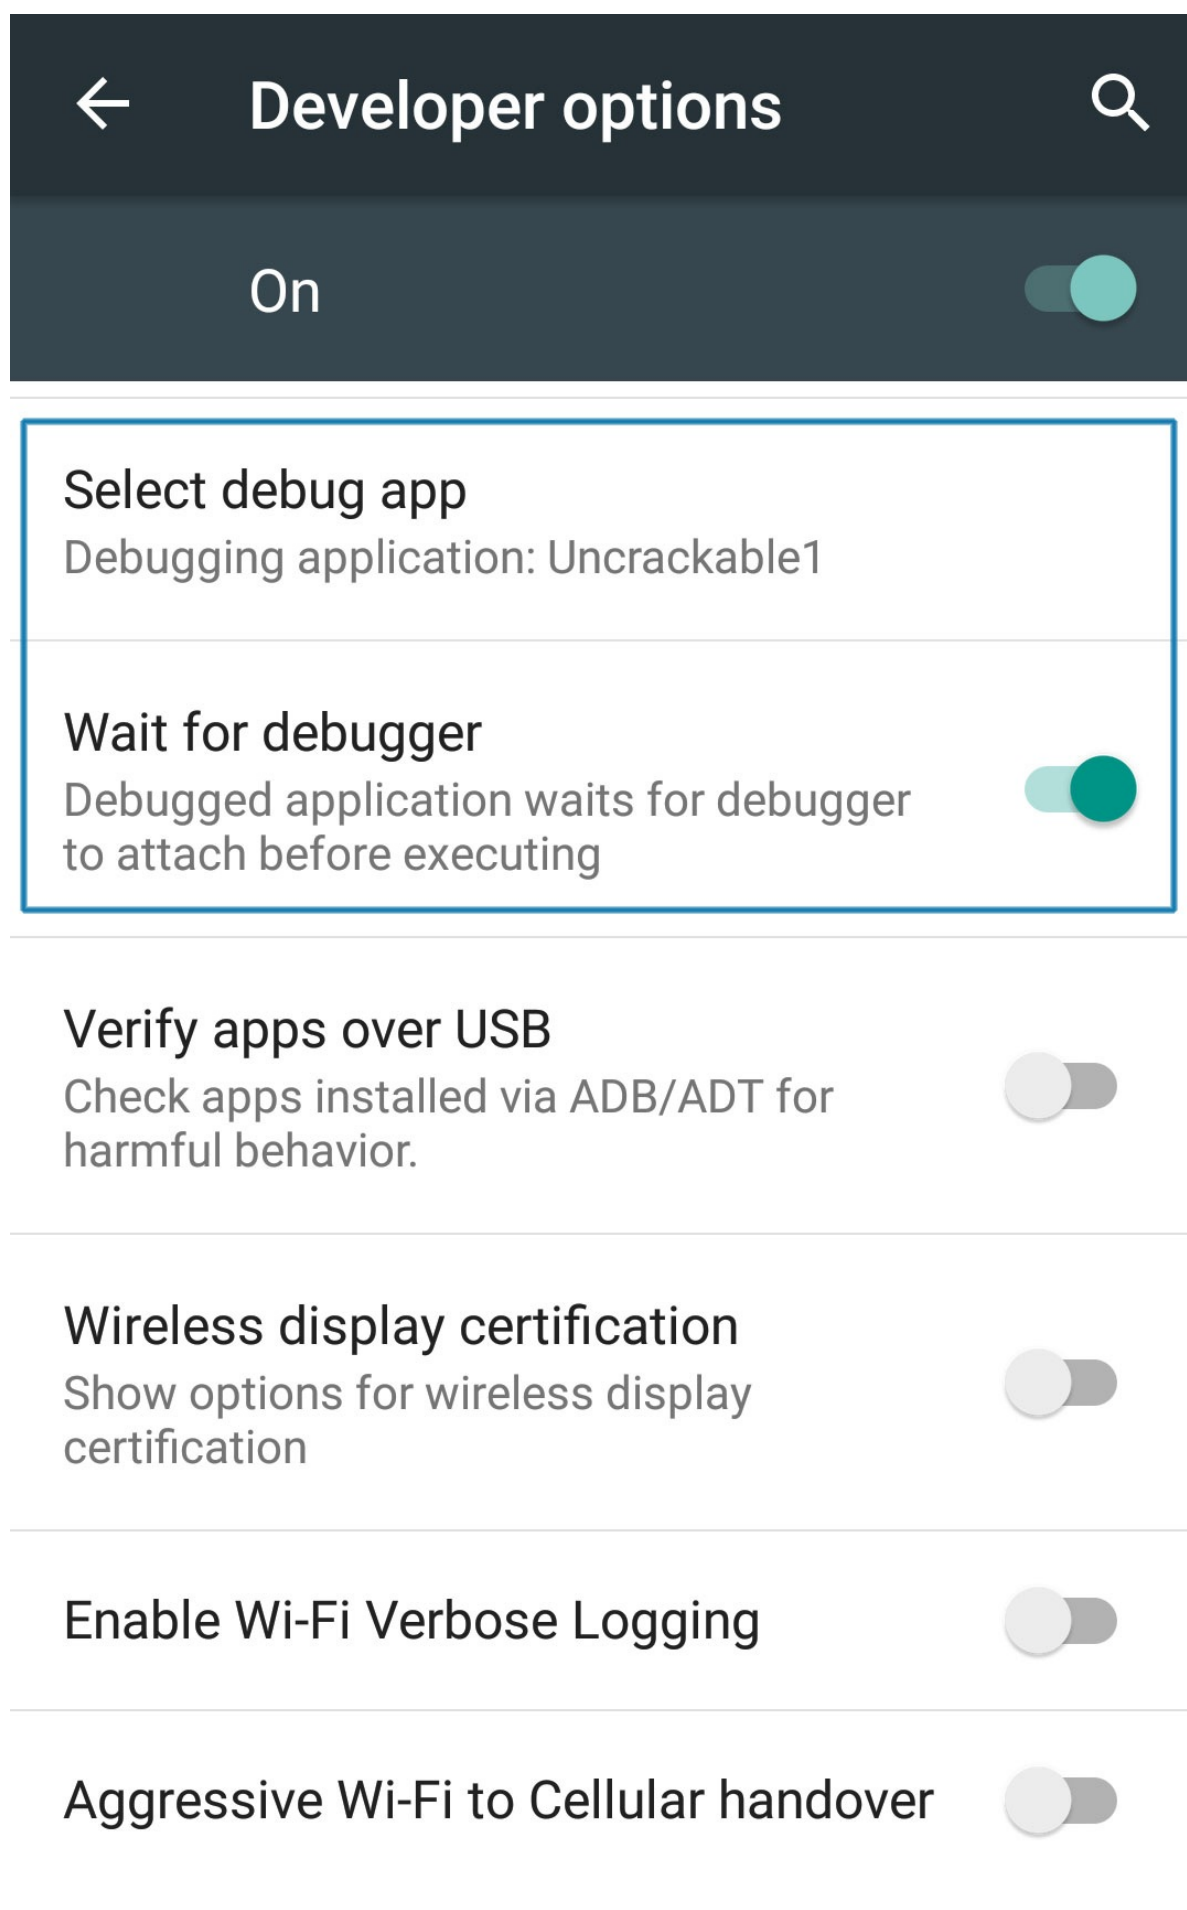 Developer options
On
Select debug app
Debugging application: Uncrackable1
Wait for debugger
Debugged application waits for debugger
to attach before executing
Verify apps over USB
Check apps installed via ADB/ADT for
harmful behavior.
Wireless display certification
Show options for wireless display
certification
Enable Wi-Fi Verbose Logging
Aggressive Wi-Fi to Cellular handover